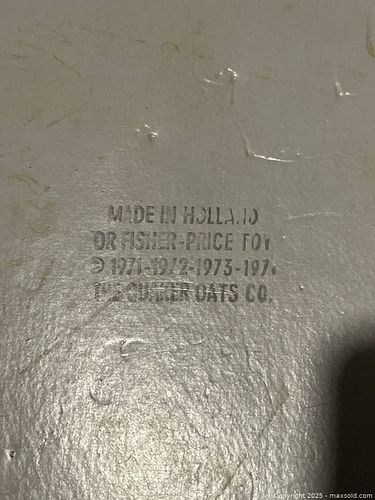 MADE IN HOLLAND
OR FISHER-PRICE TOY
© 1971-1972-1973-197
THE QUAKER OATS CO.
Copyright 2025 - maxsold.com